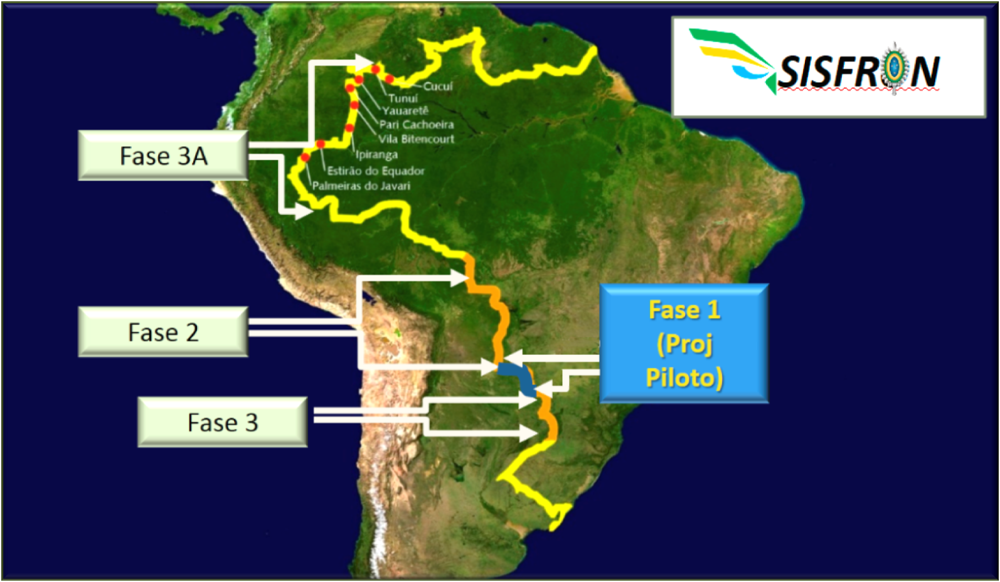 SISFRON
Cucuí
Tunuí
Yauaretê
Pari Cachoeira
Vila Bitencourt
Ipiranga
Estirão do Equador
Palmeiras do Javari
Fase 3A
Fase 2
Fase 1
(Proj
Piloto)
Fase 3